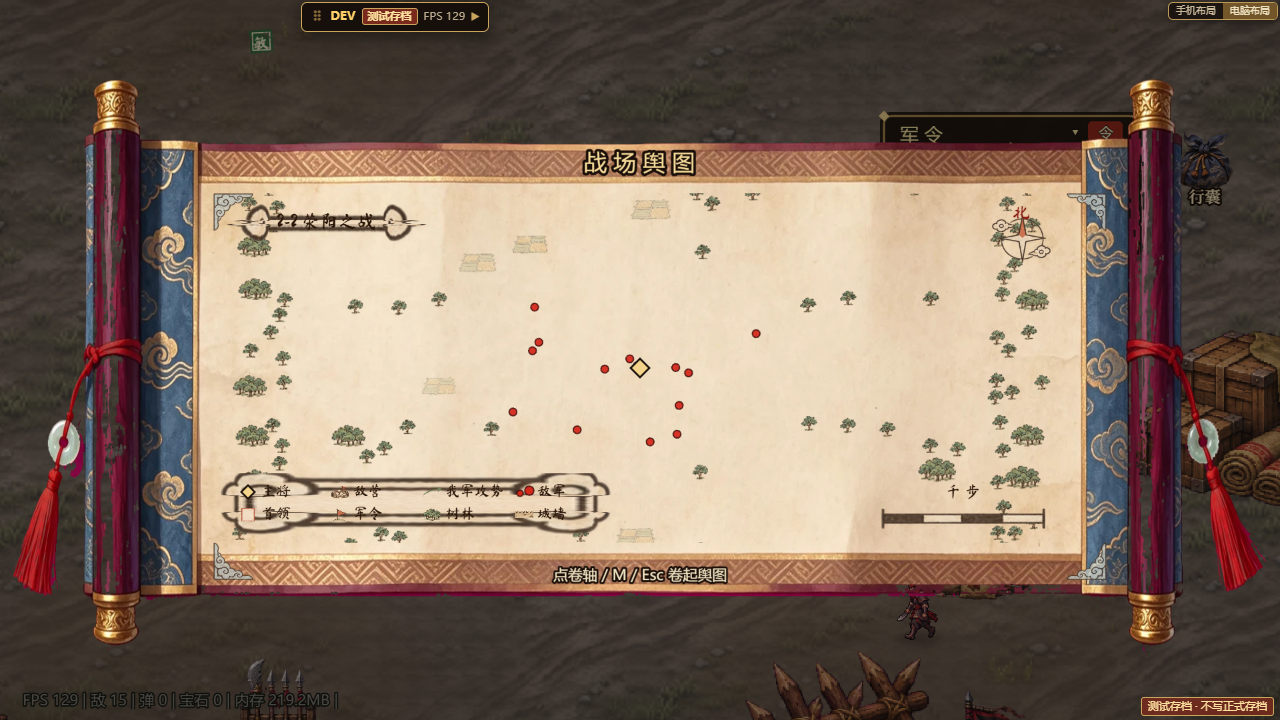 DEV 测试存档 FPS 129 ▶
手机布局 电脑布局
敌
军令 ▼ 令
战场舆图
行囊
2-2 荥阳之战
北
主将 敌营 我军攻势 敌军
首领 军令 树林 城墙
千步
点卷轴 / M / Esc 卷起舆图
FPS 129 | 敌 15 | 弹 0 | 宝石 0 | 内存 219.2MB |
测试存档 · 不写正式存档